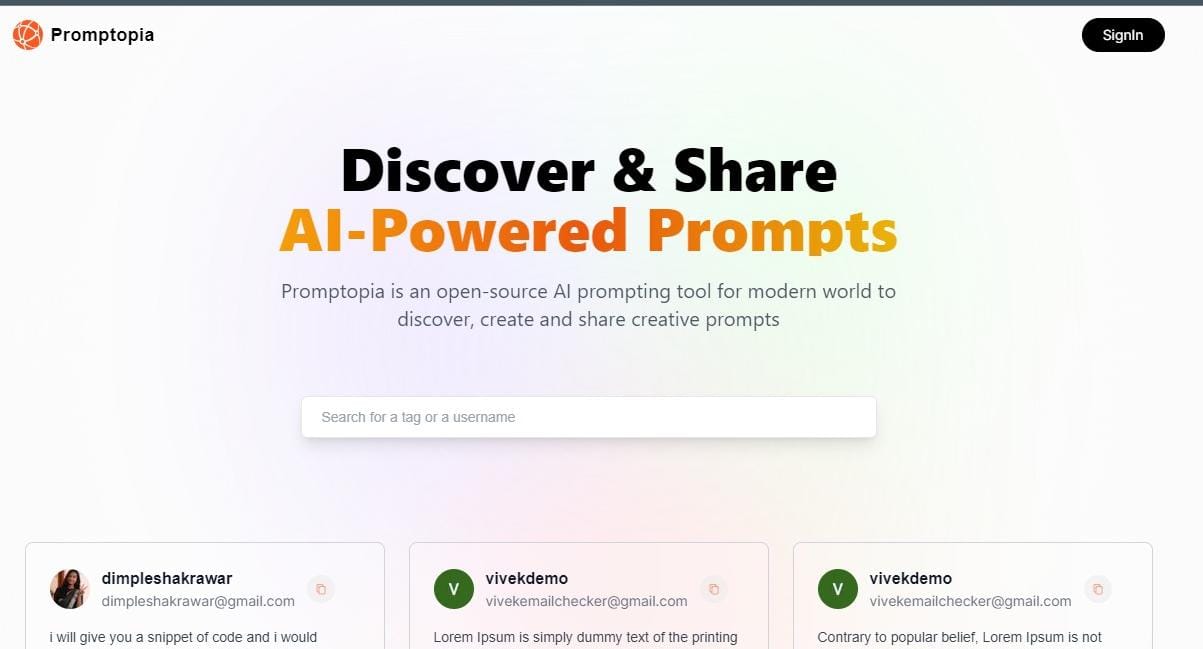 Promptopia
SignIn
Discover & Share
AI-Powered Prompts
Promptopia is an open-source AI prompting tool for modern world to
discover, create and share creative prompts
Search for a tag or a username
dimpleshakrawar
dimpleshakrawar@gmail.com
i will give you a snippet of code and i would
V
vivekdemo
vivekemailchecker@gmail.com
Lorem Ipsum is simply dummy text of the printing
V
vivekdemo
vivekemailchecker@gmail.com
Contrary to popular belief, Lorem Ipsum is not